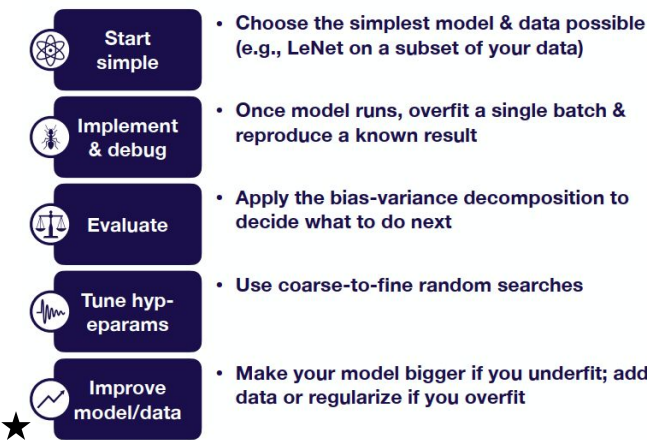 Start
simple
• Choose the simplest model & data possible
(e.g., LeNet on a subset of your data)
Implement
& debug
• Once model runs, overfit a single batch &
reproduce a known result
Evaluate
• Apply the bias-variance decomposition to
decide what to do next
Tune hyp-
eparams
• Use coarse-to-fine random searches
Improve
model/data
• Make your model bigger if you underfit; add
data or regularize if you overfit